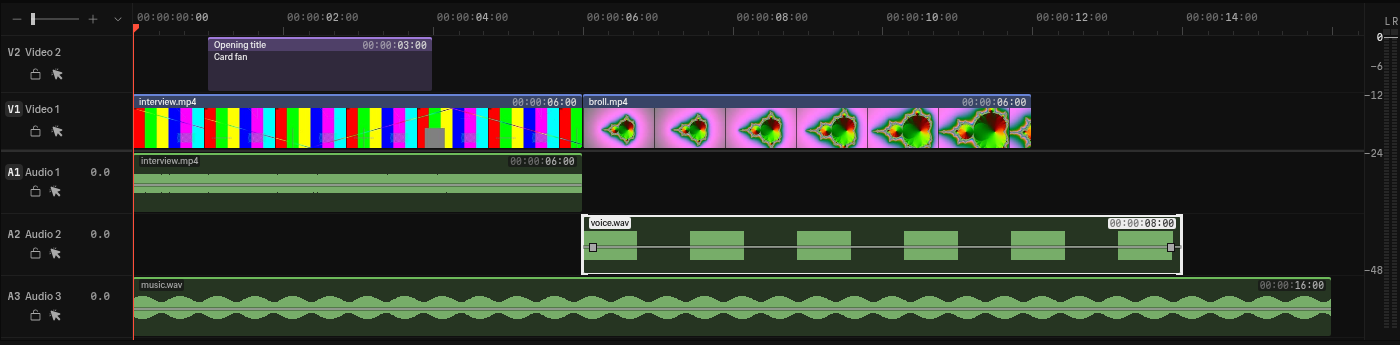 00:00:00:00 00:00:02:00 00:00:04:00 00:00:06:00 00:00:08:00 00:00:10:00 00:00:12:00 00:00:14:00 L R
0
V2 Video 2 Opening title 00:00:03:00
Card fan
-6
-12
V1 Video 1 interview.mp4 00:00:06:00 broll.mp4 00:00:06:00
-24
A1 Audio 1 0.0 interview.mp4 00:00:06:00
A2 Audio 2 0.0 voice.wav 00:00:08:00
-48
A3 Audio 3 0.0 music.wav 00:00:16:00